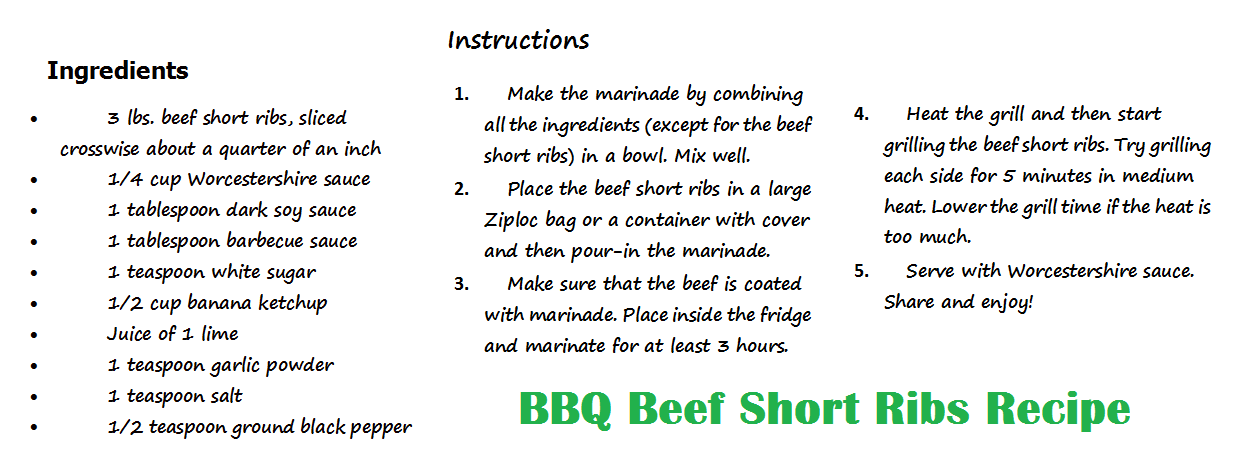 Ingredients
• 3 lbs. beef short ribs, sliced
crosswise about a quarter of an inch
• 1/4 cup Worcestershire sauce
• 1 tablespoon dark soy sauce
• 1 tablespoon barbecue sauce
• 1 teaspoon white sugar
• 1/2 cup banana ketchup
• Juice of 1 lime
• 1 teaspoon garlic powder
• 1 teaspoon salt
• 1/2 teaspoon ground black pepper
Instructions
1. Make the marinade by combining
all the ingredients (except for the beef
short ribs) in a bowl. Mix well.
2. Place the beef short ribs in a large
Ziploc bag or a container with cover
and then pour-in the marinade.
3. Make sure that the beef is coated
with marinade. Place inside the fridge
and marinate for at least 3 hours.
4. Heat the grill and then start
grilling the beef short ribs. Try grilling
each side for 5 minutes in medium
heat. Lower the grill time if the heat is
too much.
5. Serve with Worcestershire sauce.
Share and enjoy!
BBQ Beef Short Ribs Recipe